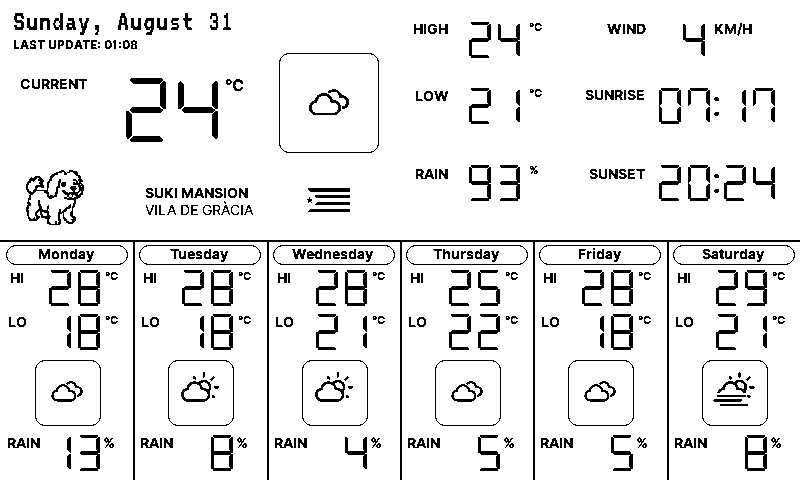 Sunday, August 31
LAST UPDATE: 01:08
CURRENT 24 °C
SUKI MANSION
VILA DE GRÀCIA
HIGH 24 °C
LOW 21 °C
RAIN 93 %
WIND 4 KM/H
SUNRISE 07:17
SUNSET 20:24
Monday
HI 28 °C
LO 18 °C
RAIN 13 %
Tuesday
HI 28 °C
LO 18 °C
RAIN 8 %
Wednesday
HI 28 °C
LO 21 °C
RAIN 4 %
Thursday
HI 25 °C
LO 22 °C
RAIN 5 %
Friday
HI 28 °C
LO 18 °C
RAIN 5 %
Saturday
HI 29 °C
LO 21 °C
RAIN 8 %